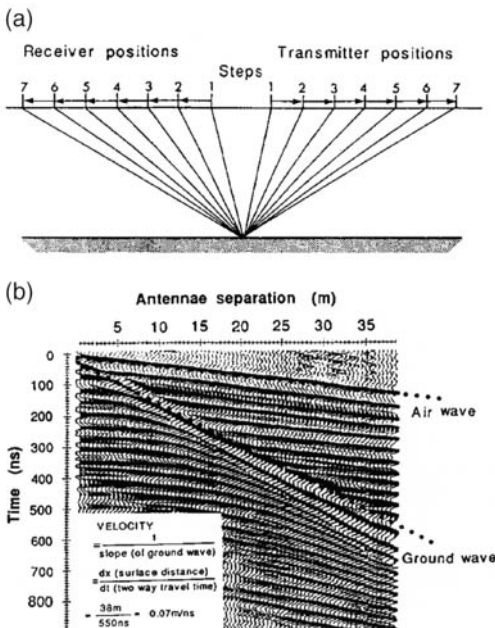 (a)
Receiver positions Transmitter positions
Steps
7 6 5 4 3 2 1 1 2 3 4 5 6 7
(b)
Antennae separation (m)
5 10 15 20 25 30 35
Time (ns)
0
100
200
300
400
500
600
700
800
Air wave
Ground wave
VELOCITY
= 1
slope (of ground wave)
= dx (surface distance)
dt (two way travel time)
= 38m = 0.07m/ns
550ns